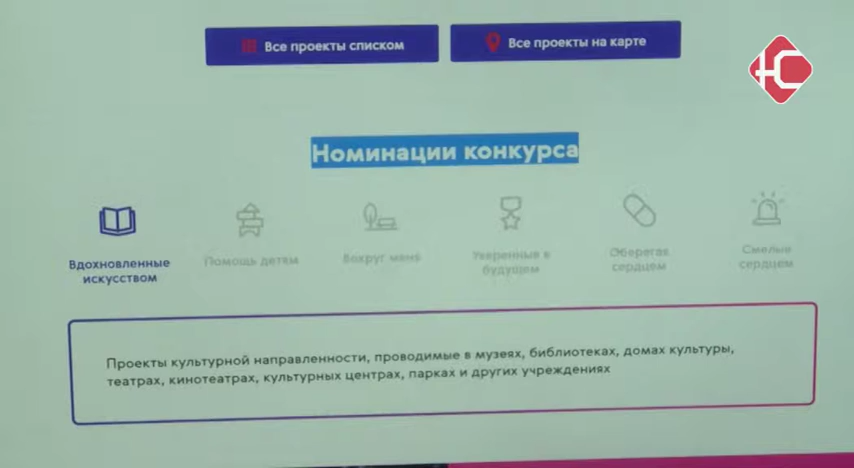 Все проекты списком
Все проекты на карте
Номинации конкурса
Вдохновленные
искусством
Помощь детям
Вокруг меня
Уверенные в
будущем
Оберегая
сердцем
Смелые
сердцем
Проекты культурной направленности, проводимые в музеях, библиотеках, домах культуры,
театрах, кинотеатрах, культурных центрах, парках и других учреждениях